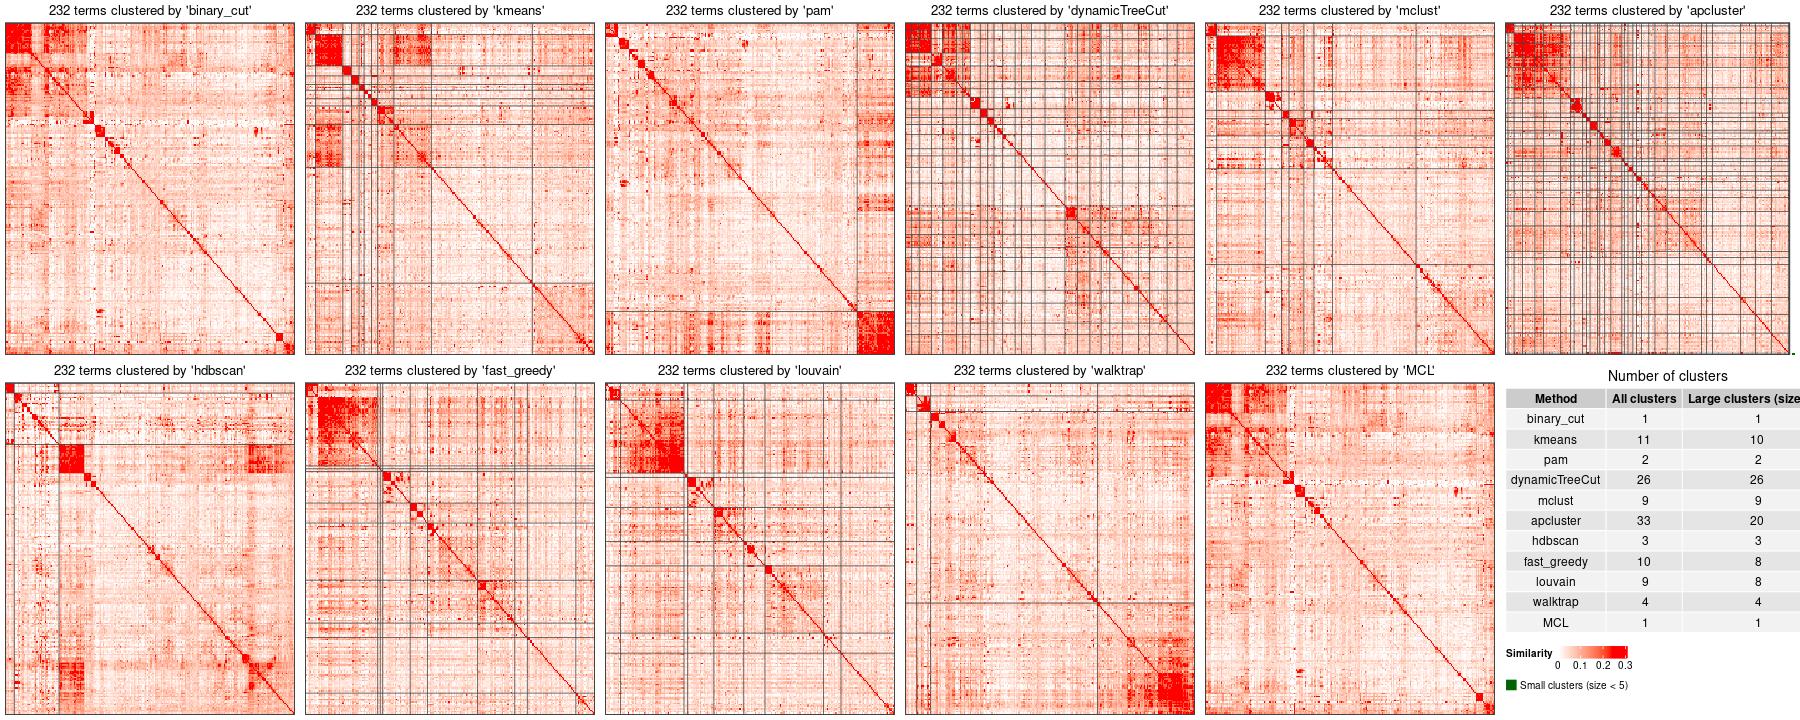 232 terms clustered by 'binary_cut'
232 terms clustered by 'kmeans'
232 terms clustered by 'pam'
232 terms clustered by 'dynamicTreeCut'
232 terms clustered by 'mclust'
232 terms clustered by 'apcluster'
232 terms clustered by 'hdbscan'
232 terms clustered by 'fast_greedy'
232 terms clustered by 'louvain'
232 terms clustered by 'walktrap'
232 terms clustered by 'MCL'
Number of clusters
Method All clusters Large clusters (size
binary_cut 1 1
kmeans 11 10
pam 2 2
dynamicTreeCut 26 26
mclust 9 9
apcluster 33 20
hdbscan 3 3
fast_greedy 10 8
louvain 9 8
walktrap 4 4
MCL 1 1
Similarity
0 0.1 0.2 0.3
Small clusters (size < 5)